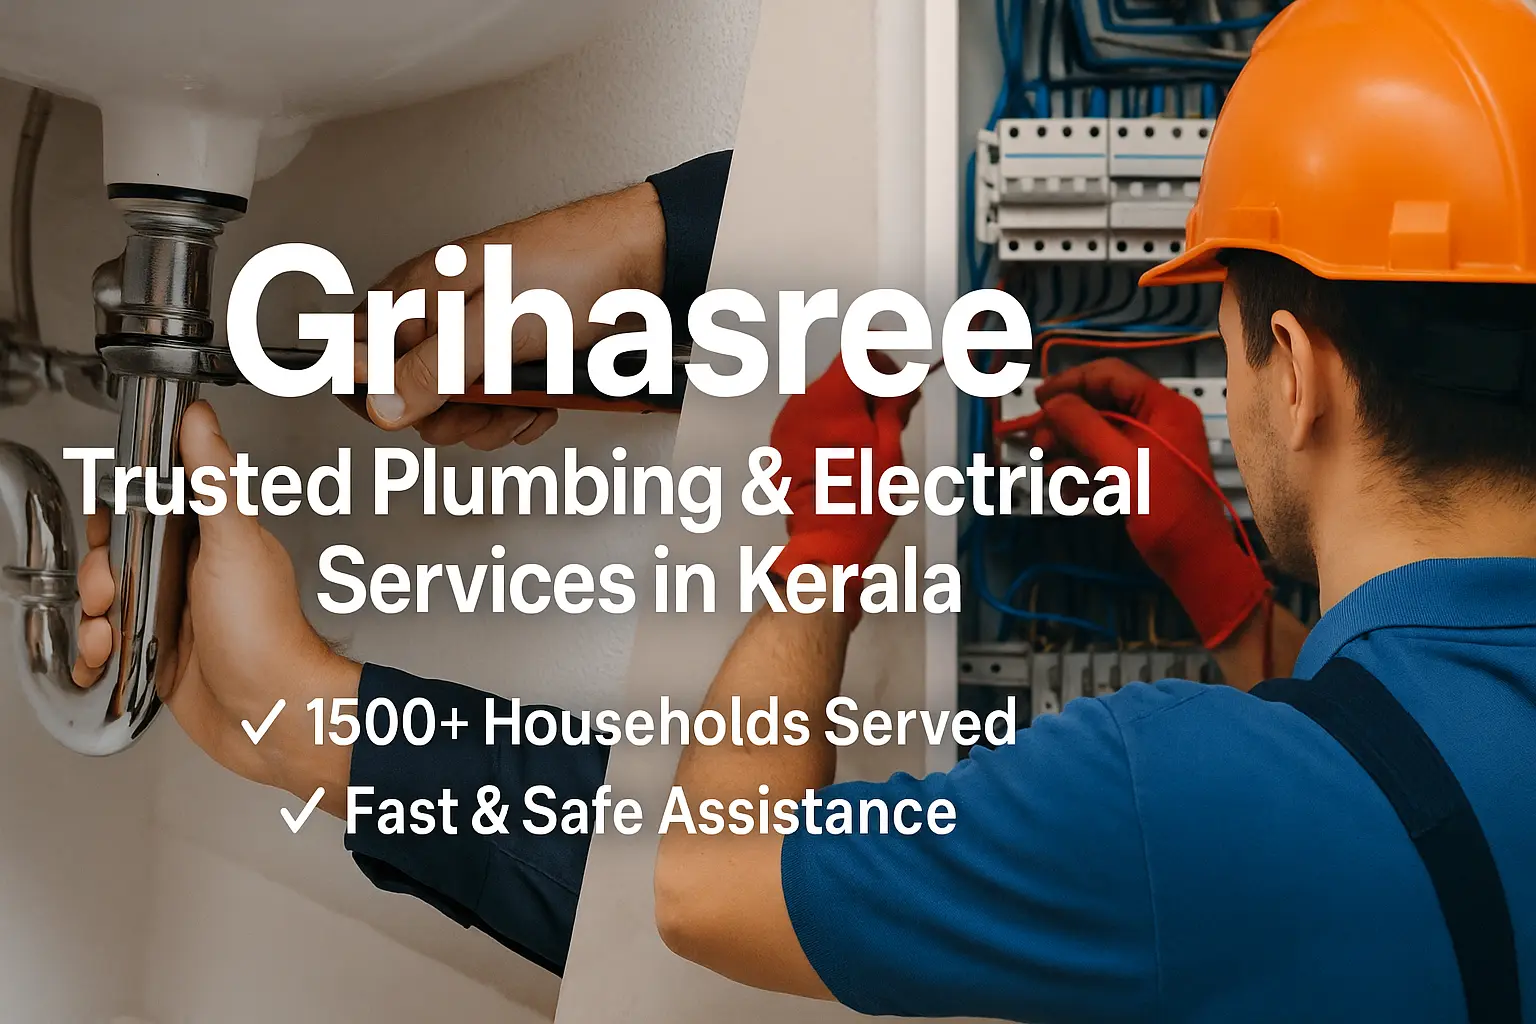 Grihasree
Trusted Plumbing & Electrical
Services in Kerala
✓ 1500+ Households Served
✓ Fast & Safe Assistance